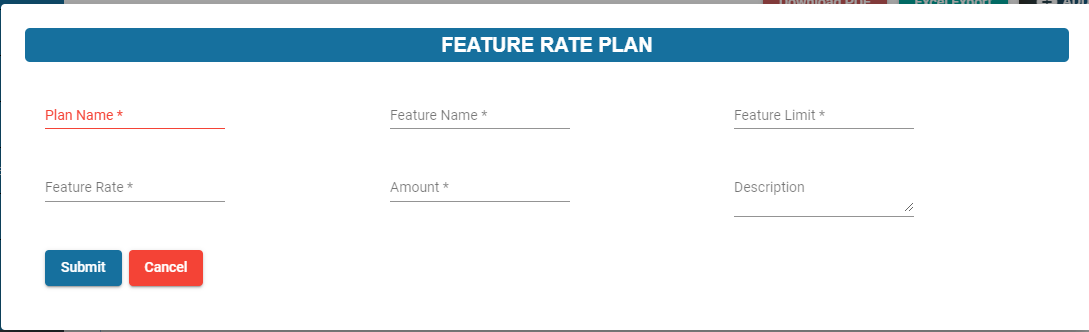 Download PDF Excel Export
FEATURE RATE PLAN
Plan Name * Feature Name * Feature Limit *
Feature Rate * Amount * Description
Submit Cancel